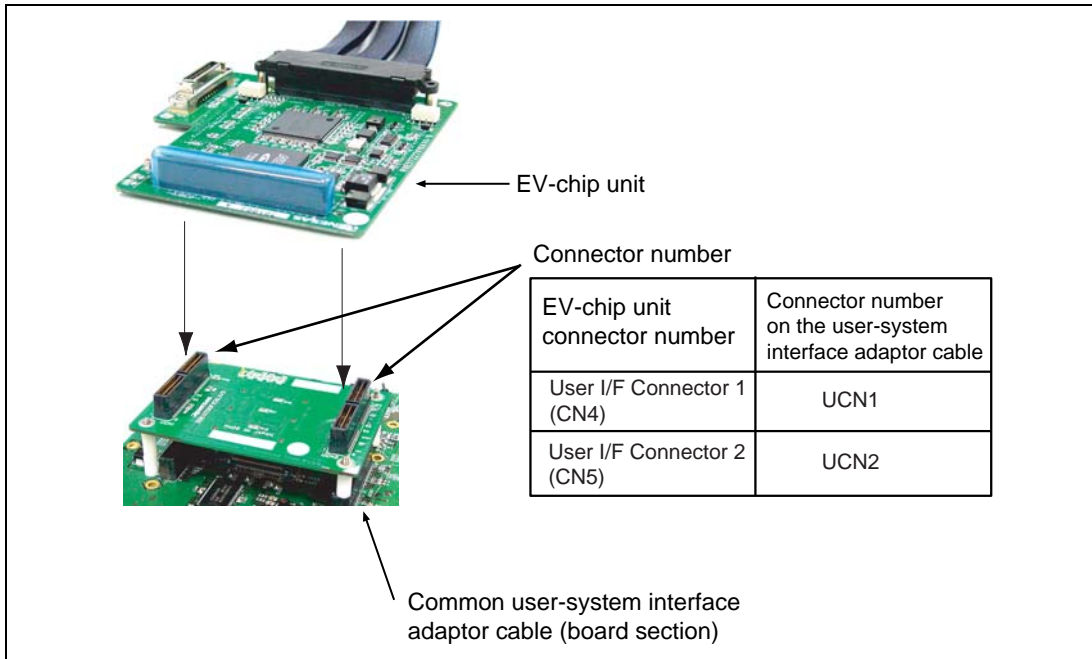 EV-chip unit
Connector number
EV-chip unit
connector number
Connector number
on the user-system
interface adaptor cable
User I/F Connector 1
(CN4)
UCN1
User I/F Connector 2
(CN5)
UCN2
Common user-system interface
adaptor cable (board section)